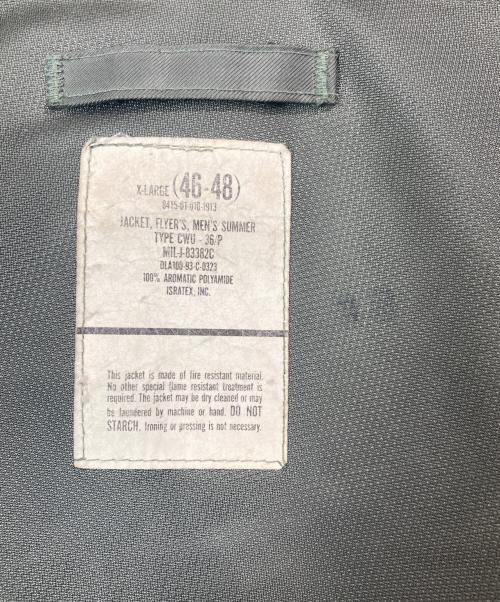 X-LARGE (46-48)
8415-01-010-1913
JACKET, FLYER'S, MEN'S SUMMER
TYPE CWU - 36/P
MIL-J-83382C
DLA100-93-C-0323
100% AROMATIC POLYAMIDE
ISRATEX, INC.
This jacket is made of fire resistant material.
No other special flame resistant treatment is
required. The jacket may be dry cleaned or may
be laundered by machine or hand. DO NOT
STARCH. Ironing or pressing is not necessary.